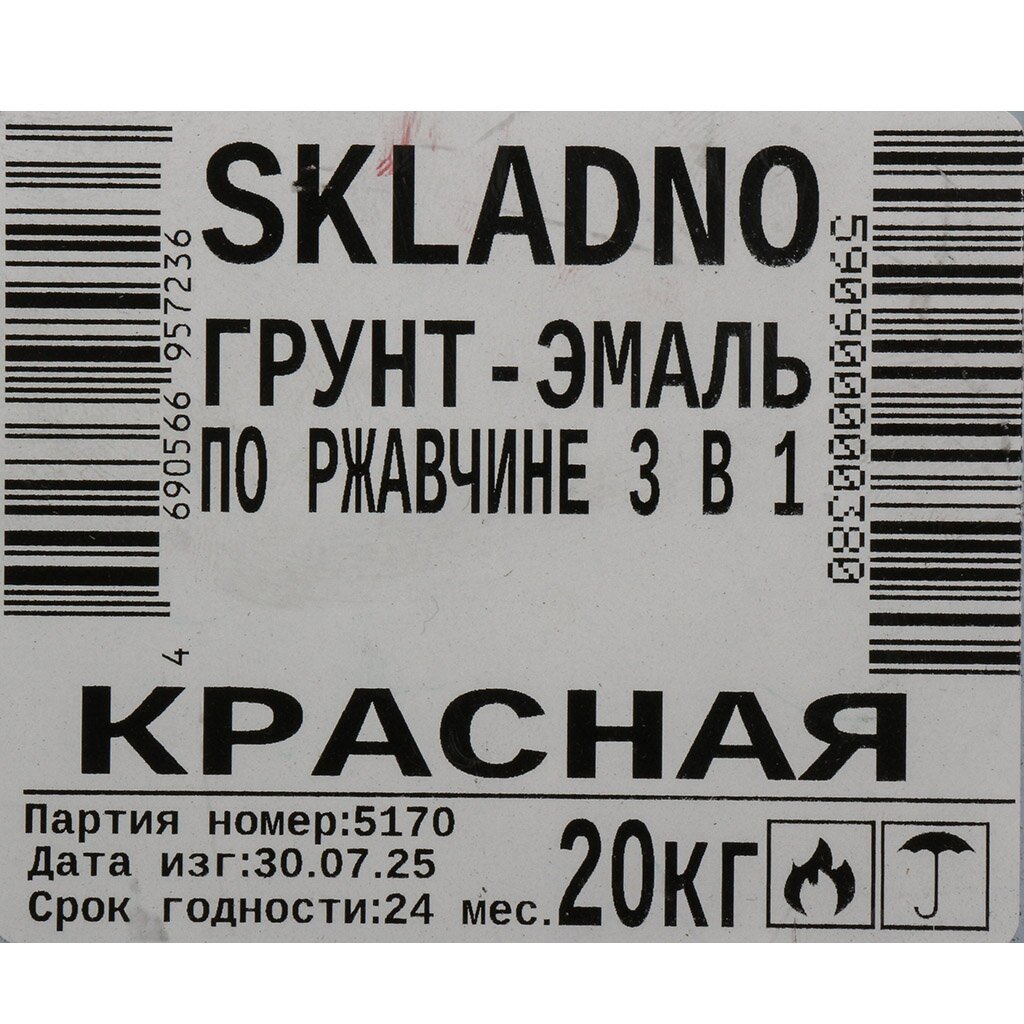 SKLADNO
ГРУНТ-ЭМАЛЬ
ПО РЖАВЧИНЕ 3 В 1
4 690566 957236
5909000000380
КРАСНАЯ
Партия номер:5170
Дата изг:30.07.25
Срок годности:24 мес.
20кг